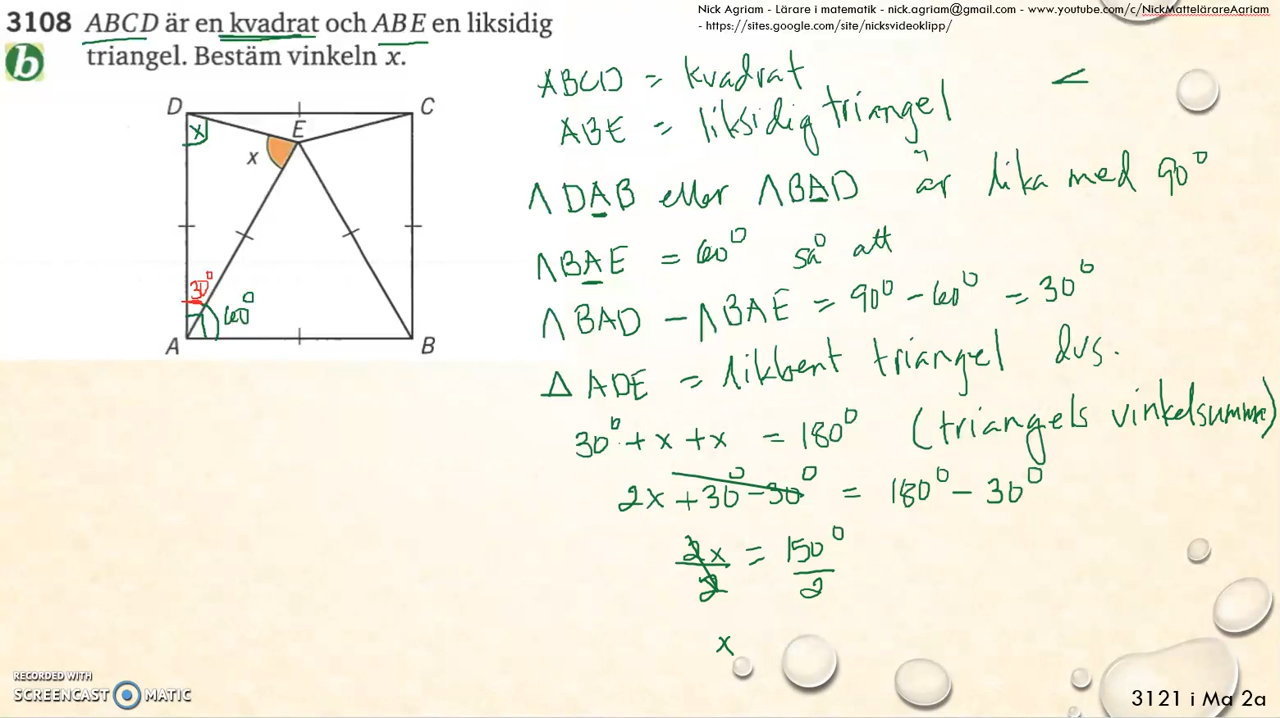 Nick Agriam - Lärare i matematik - nick.agriam@gmail.com - www.youtube.com/c/NickMattelärareAgriam
- https://sites.google.com/site/nicksvideoklipp/
3108 ABCD är en kvadrat och ABE en liksidig
b triangel. Bestäm vinkeln x.
D C
x E
x
30°
60°
A B
ABCD = kvadrat <
ABE = liksidig triangel
∧DAB eller ∧BAD är lika med 90°
∧BAE = 60° så att
∧BAD - ∧BAE = 90° - 60° = 30°
Δ ADE = likbent triangel dvs.
30° + x + x = 180° (triangels vinkelsumma)
2x + 30° - 30° = 180° - 30°
2x/2 = 150°/2
x
RECORDED WITH
SCREENCAST MATIC
3121 i Ma 2a